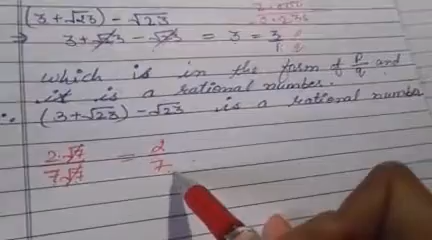 (3+√23) - √23
⇒ 3+√23 - √23 = 3 = 3/1 p/q
which is in the form of p/q and
it is a rational number.
∴ (3+√23) - √23 is a rational number
2√7/7√7 = 2/7